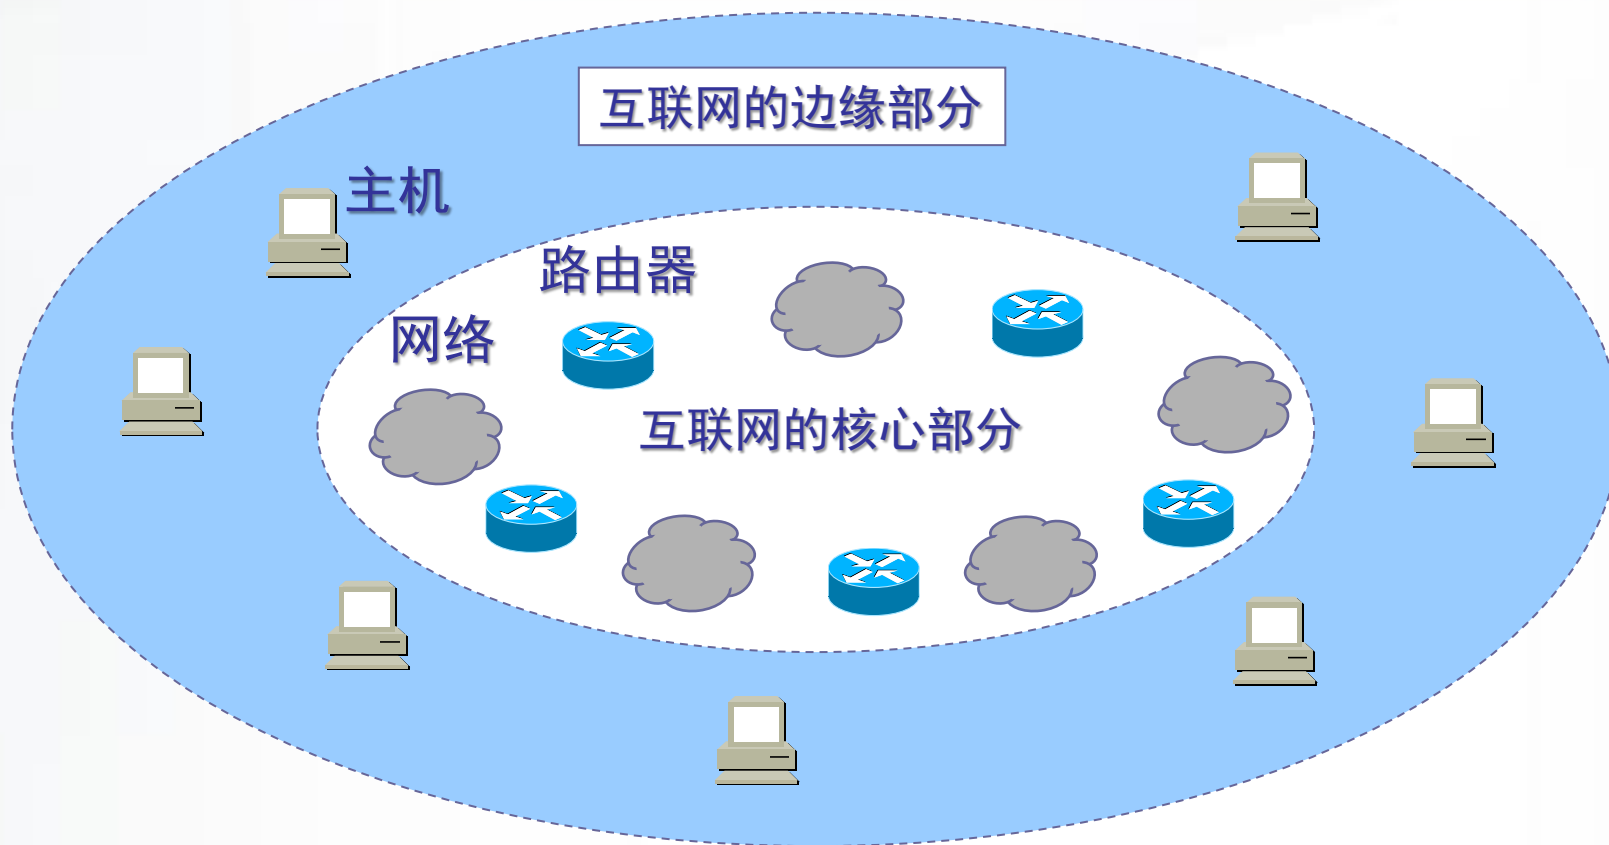 互联网的边缘部分
主机
路由器
网络
互联网的核心部分